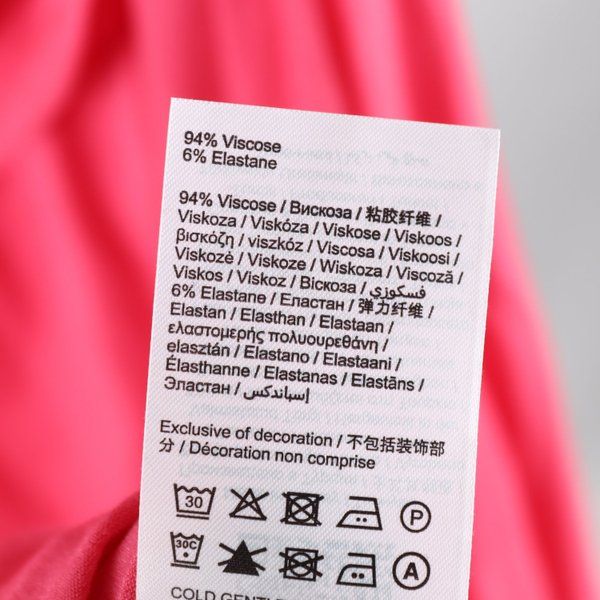 94% Viscose
6% Elastane
94% Viscose / Вискоза / 粘胶纤维 /
Viskoza / Viskóza / Viskose / Viskoos /
βισκόζη / viszkóz / Viscosa / Viskoosi /
Viskozė / Viskoze / Wiskoza / Viscoză /
Viskos / Viskoz / Віскоза / فسكوزي
6% Elastane / Еластан / 弹力纤维 /
Elastan / Elasthan / Elastaan /
ελαστομερής πολυουρεθάνη /
elasztán / Elastano / Elastaani /
Élasthanne / Elastanas / Elastāns /
Эластан / إسباندكس
Exclusive of decoration / 不包括装饰部
分 / Décoration non comprise
30 P
30C A
COLD GENTL